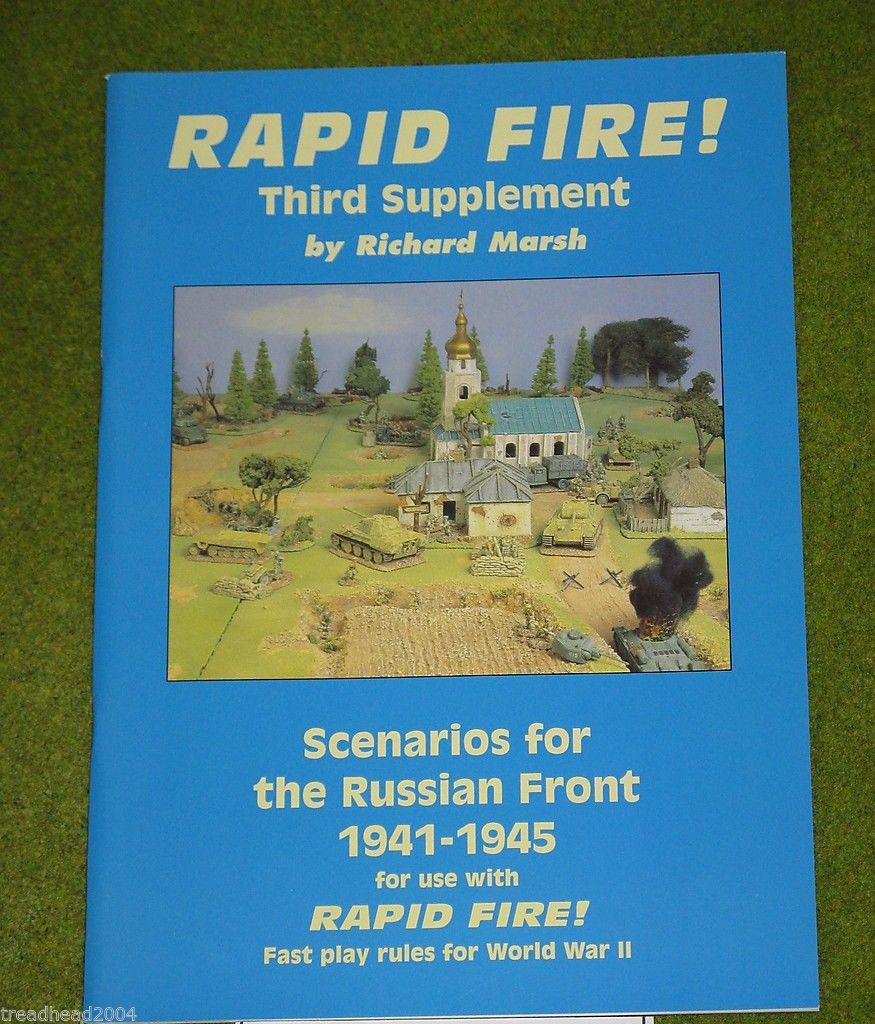 RAPID FIRE!
Third Supplement
by Richard Marsh
Scenarios for
the Russian Front
1941-1945
for use with
RAPID FIRE!
Fast play rules for World War II
treadhead2004